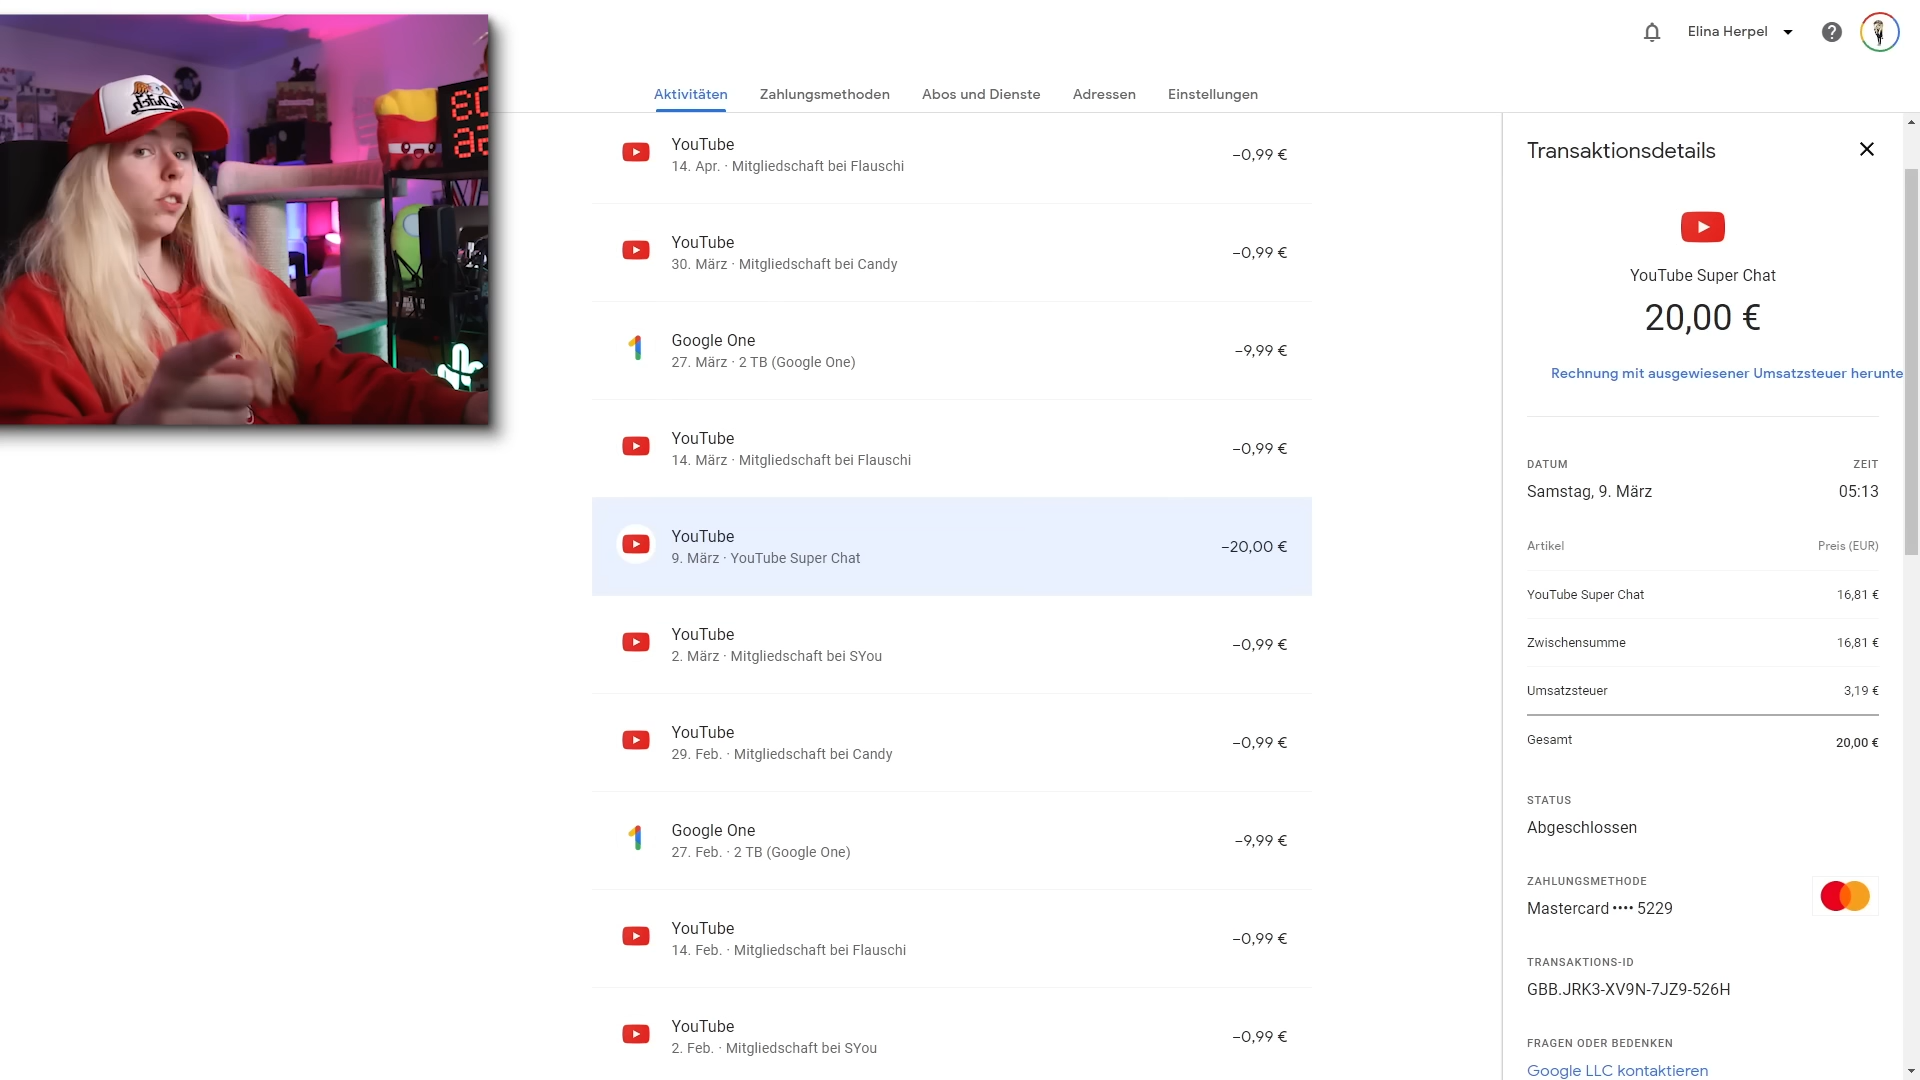 Elina Herpel
Aktivitäten Zahlungsmethoden Abos und Dienste Adressen Einstellungen
YouTube
14. Apr. · Mitgliedschaft bei Flauschi
−0,99 €
YouTube
30. März · Mitgliedschaft bei Candy
−0,99 €
Google One
27. März · 2 TB (Google One)
−9,99 €
YouTube
14. März · Mitgliedschaft bei Flauschi
−0,99 €
YouTube
9. März · YouTube Super Chat
−20,00 €
YouTube
2. März · Mitgliedschaft bei SYou
−0,99 €
YouTube
29. Feb. · Mitgliedschaft bei Candy
−0,99 €
Google One
27. Feb. · 2 TB (Google One)
−9,99 €
YouTube
14. Feb. · Mitgliedschaft bei Flauschi
−0,99 €
YouTube
2. Feb. · Mitgliedschaft bei SYou
−0,99 €
Transaktionsdetails
YouTube Super Chat
20,00 €
Rechnung mit ausgewiesener Umsatzsteuer herunte
DATUM ZEIT
Samstag, 9. März 05:13
Artikel Preis (EUR)
YouTube Super Chat 16,81 €
Zwischensumme 16,81 €
Umsatzsteuer 3,19 €
Gesamt 20,00 €
STATUS
Abgeschlossen
ZAHLUNGSMETHODE
Mastercard •••• 5229
TRANSAKTIONS-ID
GBB.JRK3-XV9N-7JZ9-526H
FRAGEN ODER BEDENKEN
Google LLC kontaktieren